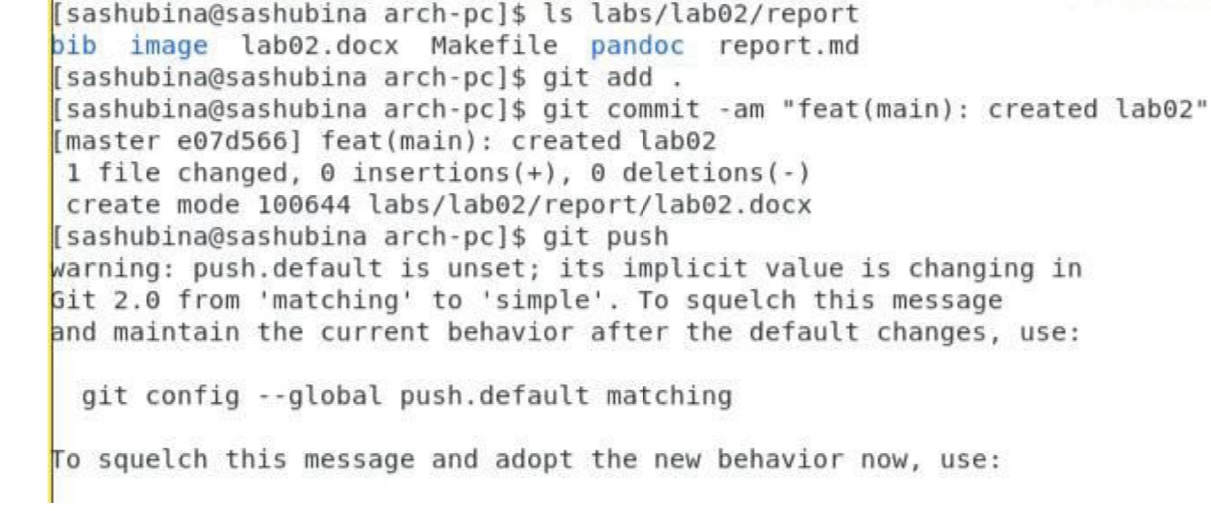 [sashubina@sashubina arch-pc]$ ls labs/lab02/report
bib  image  lab02.docx  Makefile  pandoc  report.md
[sashubina@sashubina arch-pc]$ git add .
[sashubina@sashubina arch-pc]$ git commit -am "feat(main): created lab02"
[master e07d566] feat(main): created lab02
 1 file changed, 0 insertions(+), 0 deletions(-)
 create mode 100644 labs/lab02/report/lab02.docx
[sashubina@sashubina arch-pc]$ git push
warning: push.default is unset; its implicit value is changing in
Git 2.0 from 'matching' to 'simple'. To squelch this message
and maintain the current behavior after the default changes, use:

  git config --global push.default matching

To squelch this message and adopt the new behavior now, use: